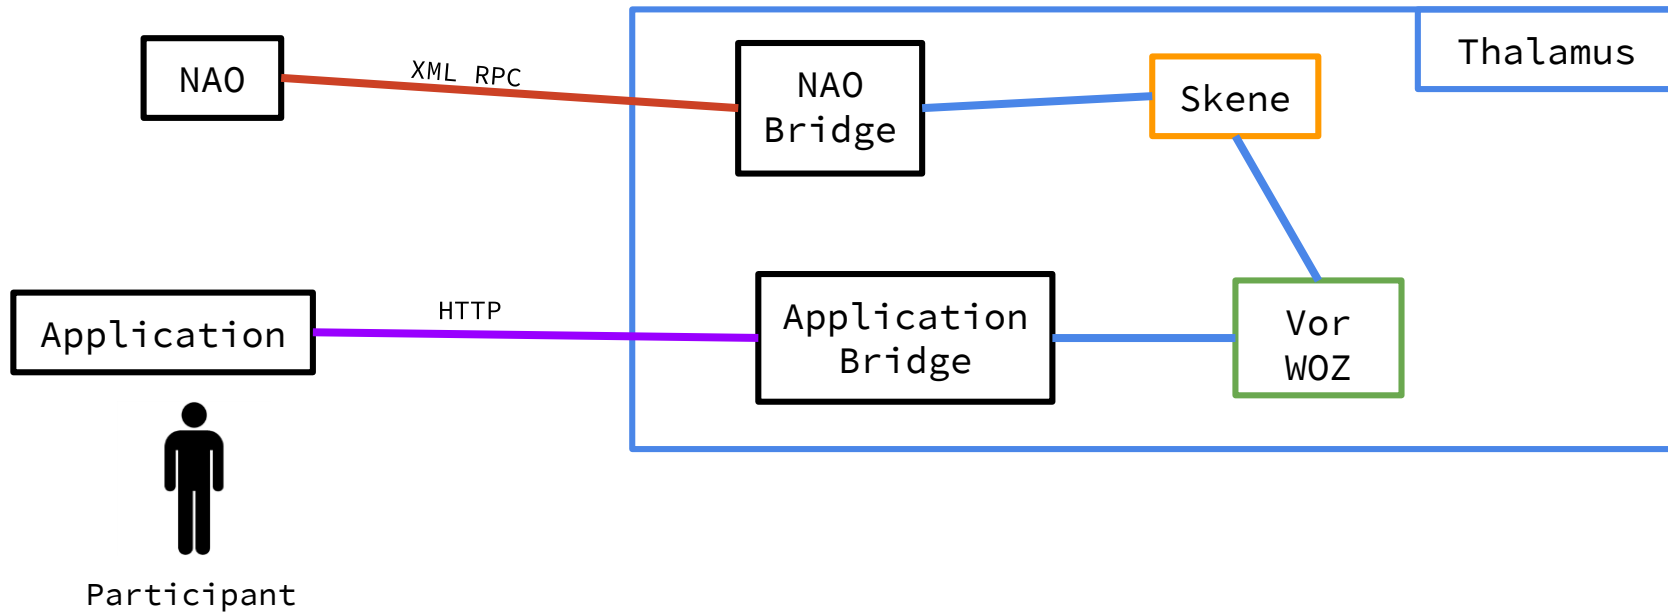 NAO
XML RPC
NAO
Bridge
Skene
Thalamus
Application
HTTP
Application
Bridge
Vor
WOZ
Participant